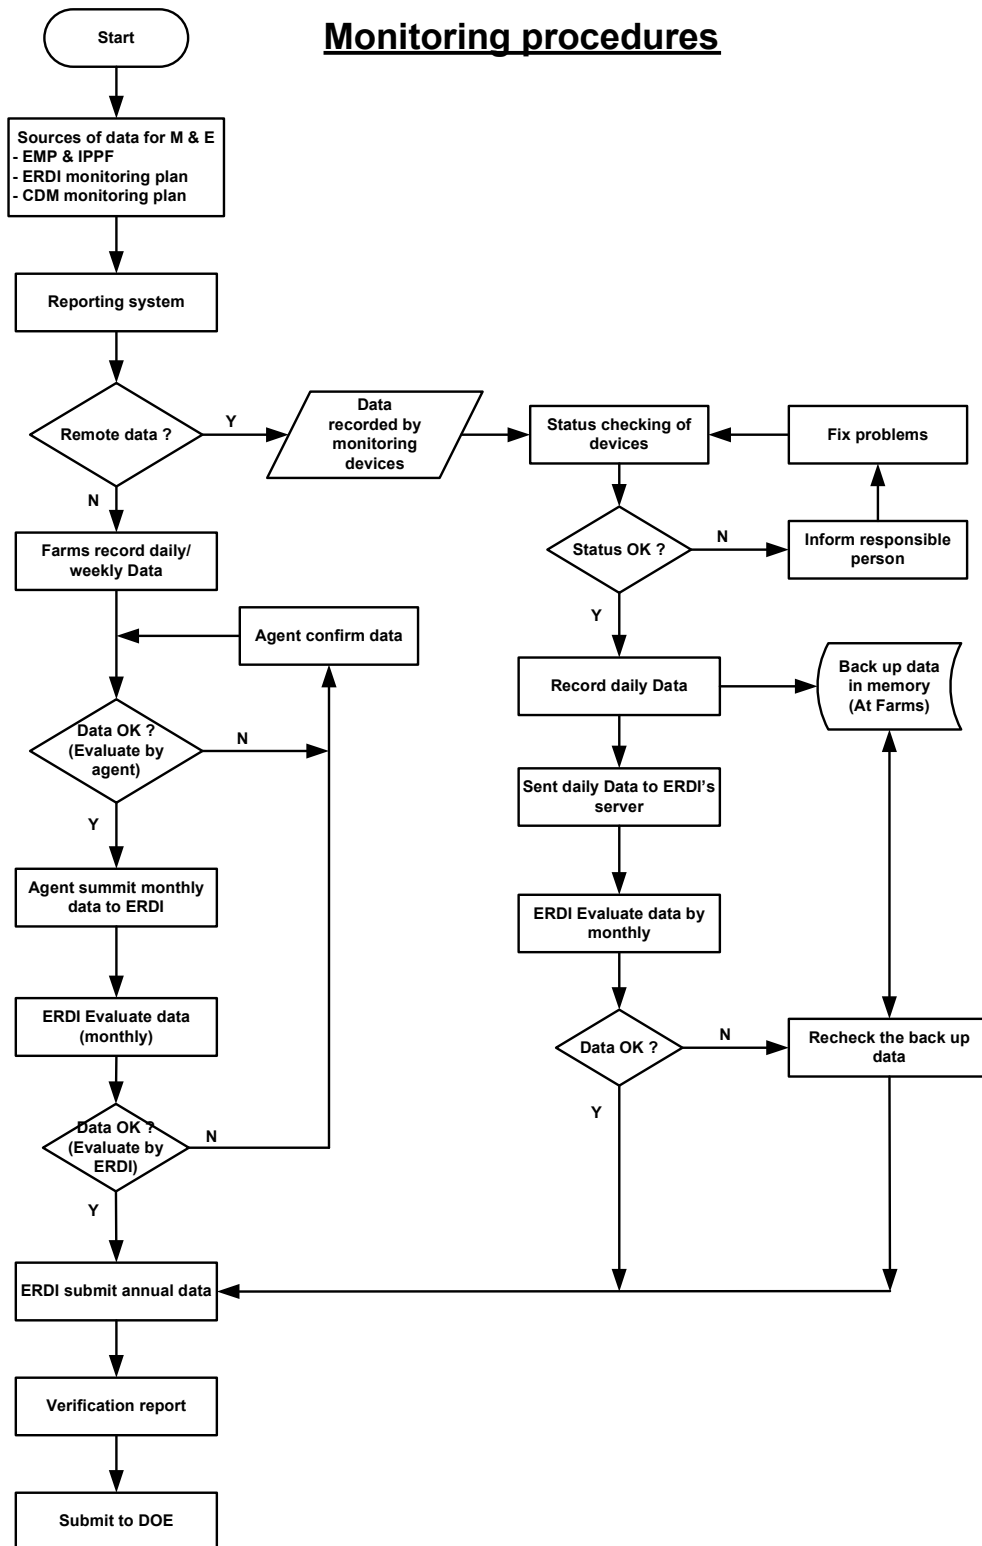 Monitoring procedures
Start
Sources of data for M & E
- EMP & IPPF
- ERDI monitoring plan
- CDM monitoring plan
Reporting system
Remote data ?
Y
N
Data
recorded by
monitoring
devices
Status checking of
devices
Fix problems
Status OK ?
N
Y
Inform responsible
person
Farms record daily/
weekly Data
Agent confirm data
Record daily Data
Back up data
in memory
(At Farms)
Data OK ?
(Evaluate by
agent)
N
Y
Sent daily Data to ERDI’s
server
Agent summit monthly
data to ERDI
ERDI Evaluate data by
monthly
ERDI Evaluate data
(monthly)
Data OK ?
N
Y
Recheck the back up
data
Data OK ?
(Evaluate by
ERDI)
N
Y
ERDI submit annual data
Verification report
Submit to DOE